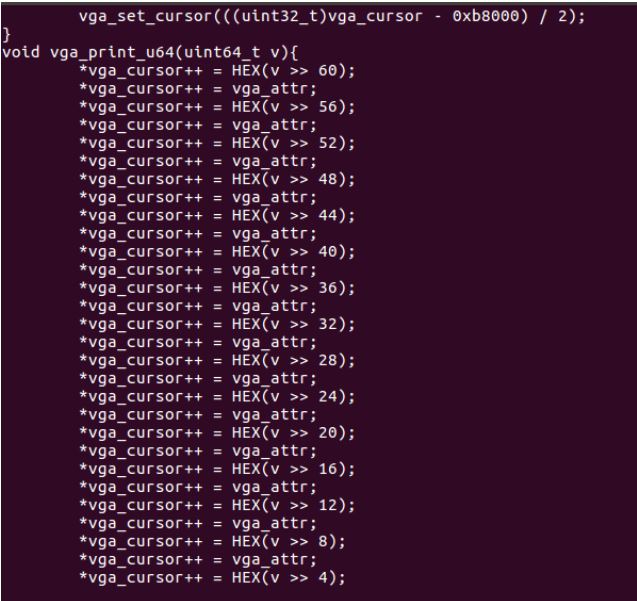 vga_set_cursor(((uint32_t)vga_cursor - 0xb8000) / 2);
}
void vga_print_u64(uint64_t v){
        *vga_cursor++ = HEX(v >> 60);
        *vga_cursor++ = vga_attr;
        *vga_cursor++ = HEX(v >> 56);
        *vga_cursor++ = vga_attr;
        *vga_cursor++ = HEX(v >> 52);
        *vga_cursor++ = vga_attr;
        *vga_cursor++ = HEX(v >> 48);
        *vga_cursor++ = vga_attr;
        *vga_cursor++ = HEX(v >> 44);
        *vga_cursor++ = vga_attr;
        *vga_cursor++ = HEX(v >> 40);
        *vga_cursor++ = vga_attr;
        *vga_cursor++ = HEX(v >> 36);
        *vga_cursor++ = vga_attr;
        *vga_cursor++ = HEX(v >> 32);
        *vga_cursor++ = vga_attr;
        *vga_cursor++ = HEX(v >> 28);
        *vga_cursor++ = vga_attr;
        *vga_cursor++ = HEX(v >> 24);
        *vga_cursor++ = vga_attr;
        *vga_cursor++ = HEX(v >> 20);
        *vga_cursor++ = vga_attr;
        *vga_cursor++ = HEX(v >> 16);
        *vga_cursor++ = vga_attr;
        *vga_cursor++ = HEX(v >> 12);
        *vga_cursor++ = vga_attr;
        *vga_cursor++ = HEX(v >> 8);
        *vga_cursor++ = vga_attr;
        *vga_cursor++ = HEX(v >> 4);